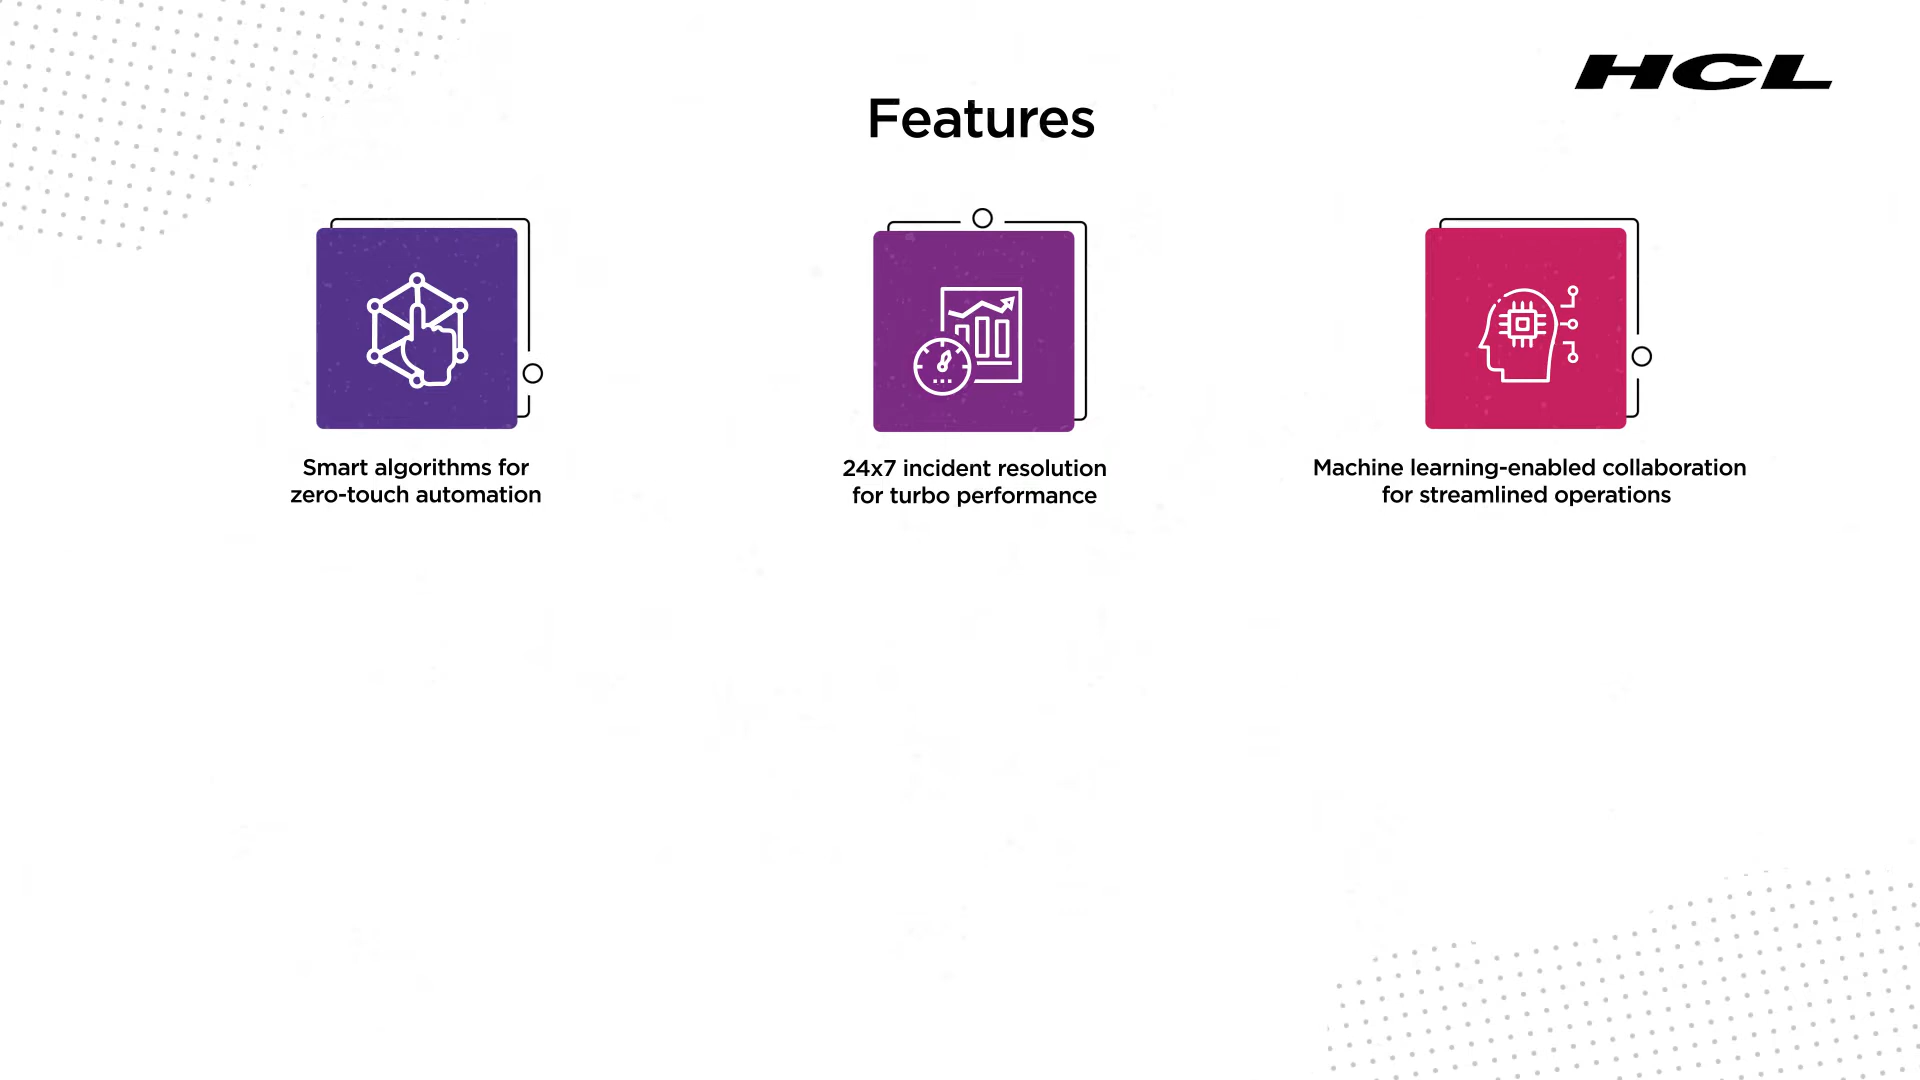 HCL
Features
Smart algorithms for
zero-touch automation
24x7 incident resolution
for turbo performance
Machine learning-enabled collaboration
for streamlined operations